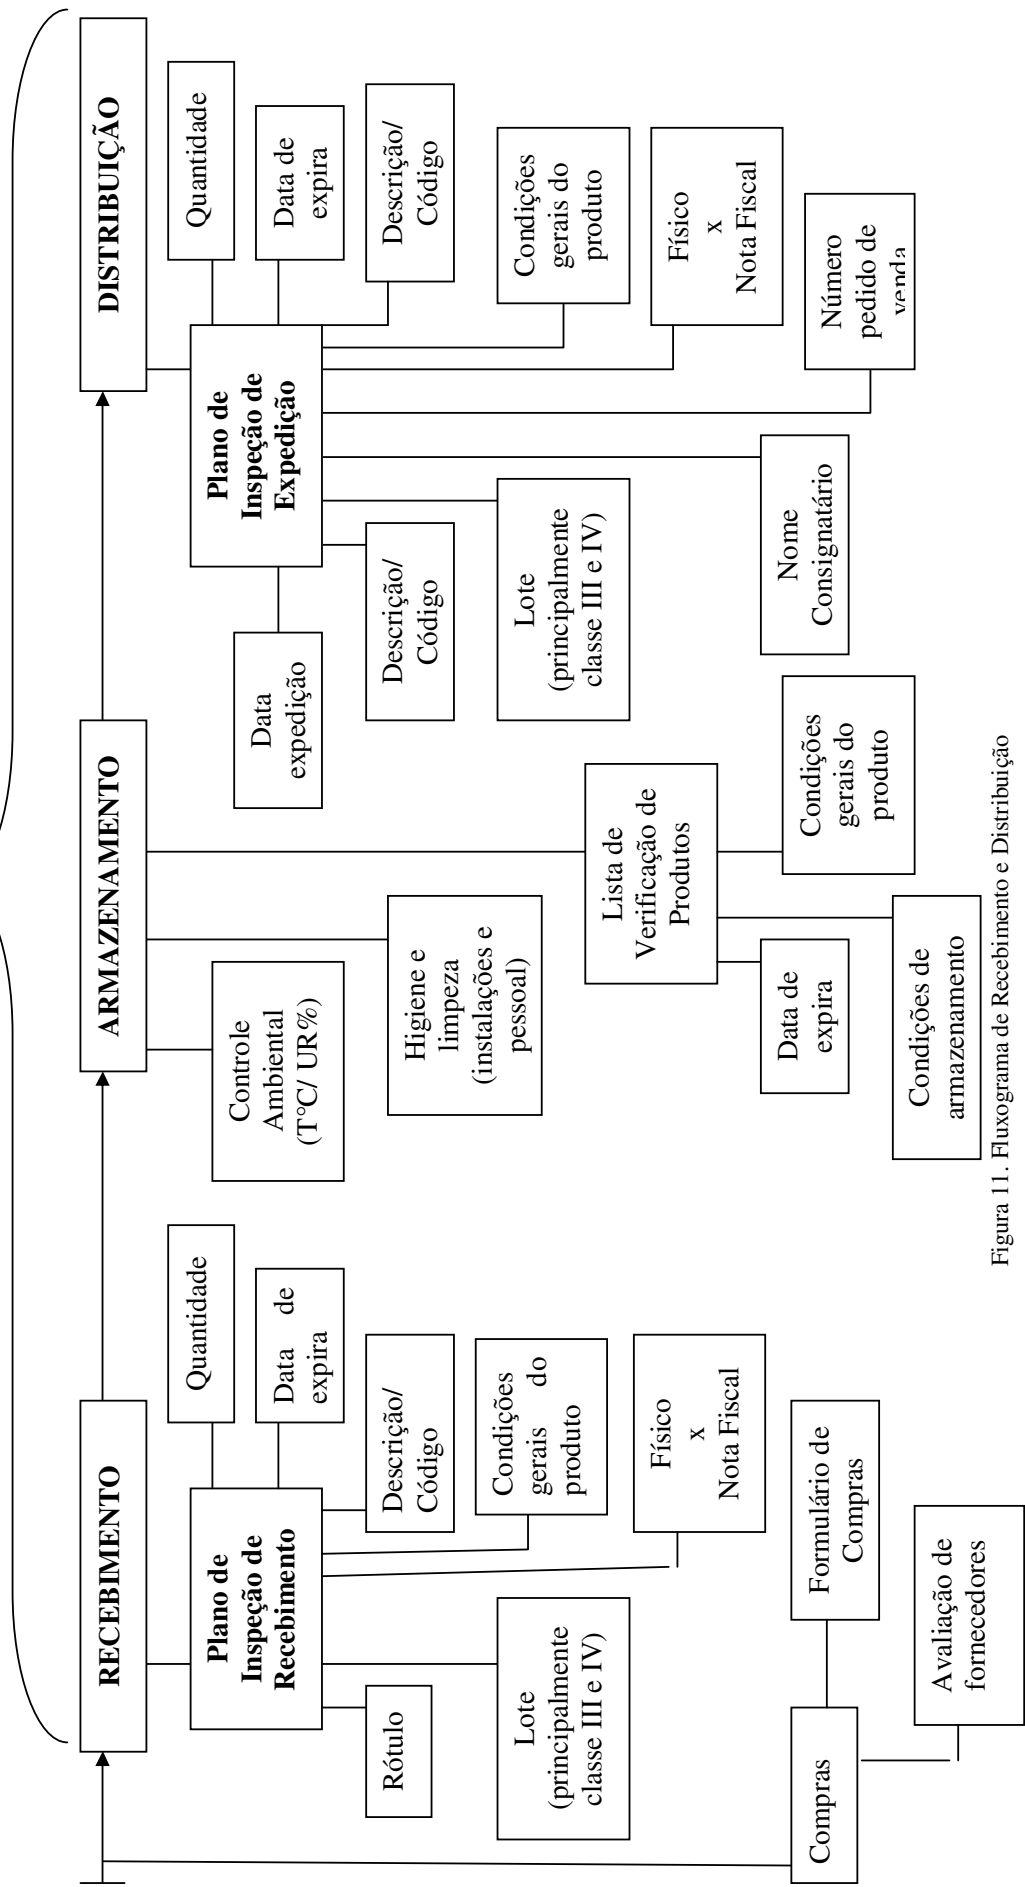 RECEBIMENTO
ARMAZENAMENTO
DISTRIBUIÇÃO
Plano de
Inspeção de
Recebimento
Quantidade
Data de
expira
Descrição/
Código
Condições
gerais do
produto
Físico
x
Nota Fiscal
Rótulo
Lote
(principalmente
classe III e IV)
Compras
Formulário de
Compras
Avaliação de
fornecedores
Controle
Ambiental
(T°C/ UR%)
Higiene e
limpeza
(instalações e
pessoal)
Lista de
Verificação de
Produtos
Data de
expira
Condições de
armazenamento
Condições
gerais do
produto
Plano de
Inspeção de
Expedição
Quantidade
Data de
expira
Descrição/
Código
Condições
gerais do
produto
Físico
x
Nota Fiscal
Número
pedido de
venda
Data
expedição
Descrição/
Código
Lote
(principalmente
classe III e IV)
Nome
Consignatário
Figura 11. Fluxograma de Recebimento e Distribuição